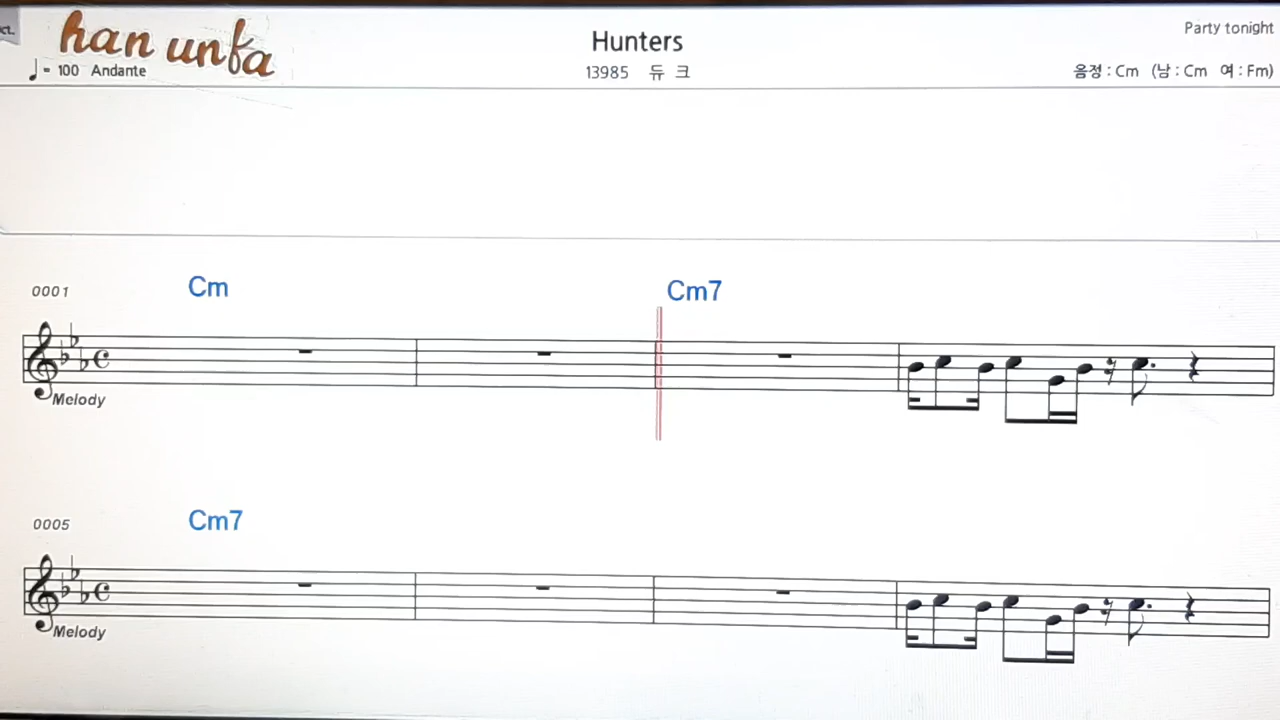 ct.
han unfa
♩= 100 Andante
Hunters
13985 듀 크
Party tonight
음정 : Cm (남 : Cm 여 : Fm)
0001
Cm
Cm7
Melody
0005
Cm7
Melody